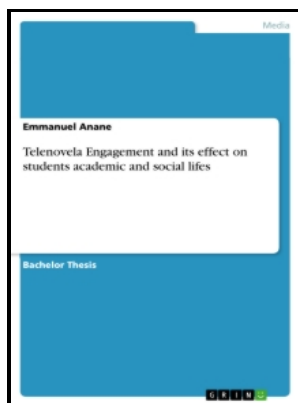 Media
Emmanuel Anane
Telenovela Engagement and its effect on
students academic and social lifes
Bachelor Thesis
GRIN